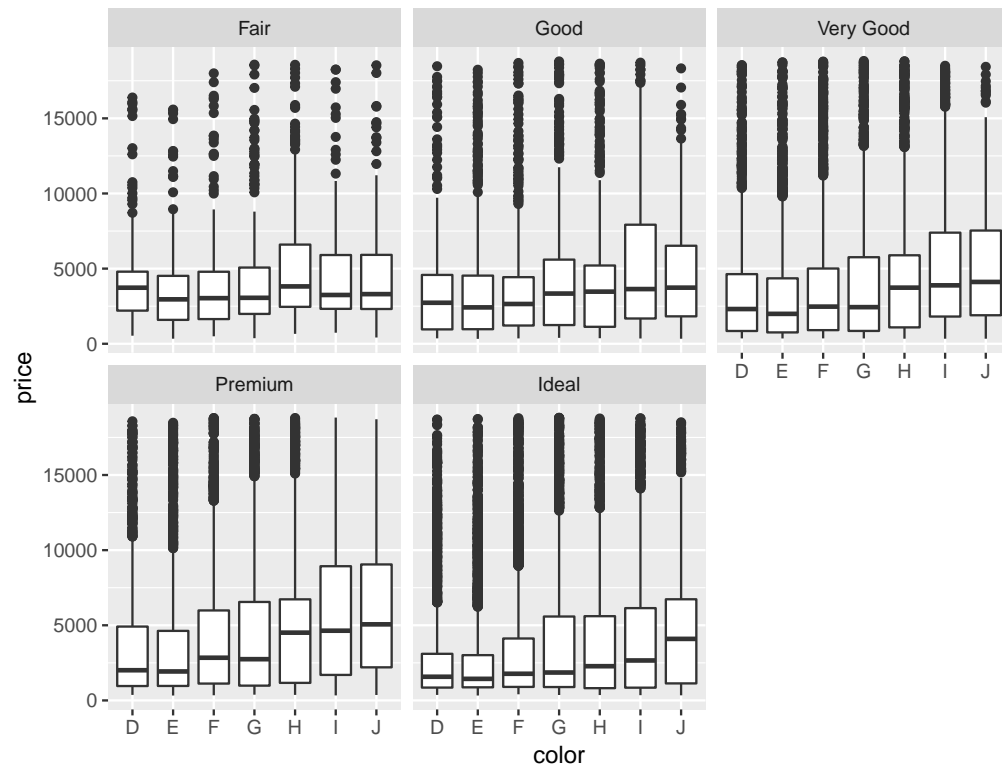 Fair
Good
Very Good
15000
10000
5000
0
D E F G H I J
Premium
Ideal
15000
10000
5000
0
D E F G H I J
D E F G H I J
price
color